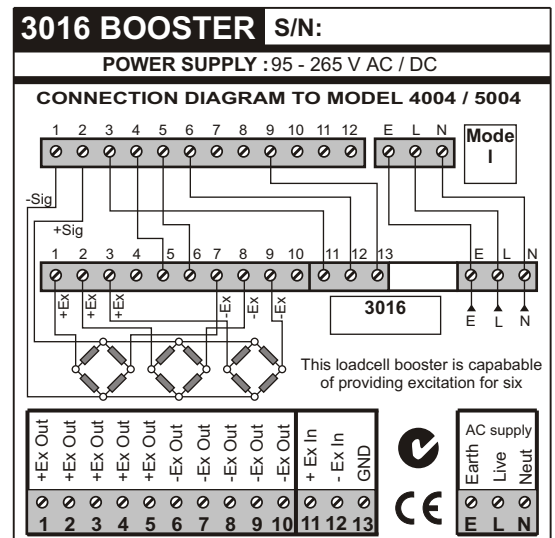 3016 BOOSTER S/N:
POWER SUPPLY : 95 - 265 V AC / DC
CONNECTION DIAGRAM TO MODEL 4004 / 5004
1 2 3 4 5 6 7 8 9 10 11 12 E L N
Mode
I
-Sig
+Sig
1 2 3 4 5 6 7 8 9 10 11 12 13 E L N
+Ex +Ex +Ex -Ex -Ex -Ex
3016
E L N
This loadcell booster is capabable
of providing excitation for six
+Ex Out +Ex Out +Ex Out +Ex Out +Ex Out -Ex Out -Ex Out -Ex Out -Ex Out -Ex Out + Ex In - Ex In GND
AC supply
Earth Live Neut
1 2 3 4 5 6 7 8 9 10 11 12 13
CE
E L N